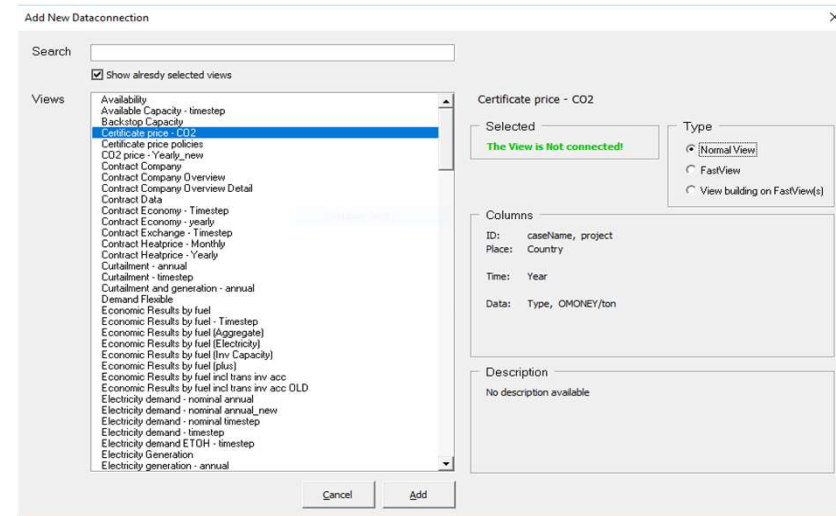 Add New Dataconnection
Search
Show already selected views
Views
Availability
Available Capacity - timestep
Backstop Capacity
Certificate price - CO2
Certificate price policies
CO2 price - Yearly_new
Contract Company
Contract Company Overview
Contract Company Overview Detail
Contract Data
Contract Economy - Timestep
Contract Economy - yearly
Contract Exchange - Timestep
Contract Heatprice - Monthly
Contract Heatprice - Yearly
Curtailment - annual
Curtailment - timestep
Curtailment and generation - annual
Demand Flexible
Economic Results by fuel
Economic Results by fuel - Timestep
Economic Results by fuel (Aggregate)
Economic Results by fuel (Electricity)
Economic Results by fuel (Inv Capacity)
Economic Results by fuel (plus)
Economic Results by fuel incl trans inv acc
Economic Results by fuel incl trans inv acc OLD
Electricity demand - nominal annual
Electricity demand - nominal annual_new
Electricity demand - nominal timestep
Electricity demand - timestep
Electricity demand ETOH - timestep
Electricity Generation
Electricity generation - annual
Cancel
Add
Certificate price - CO2
Selected
The View is Not connected!
Type
Normal View
FastView
View building on FastView(s)
Columns
ID: caseName, project
Place: Country
Time: Year
Data: Type, OMONEY/ton
Description
No description available